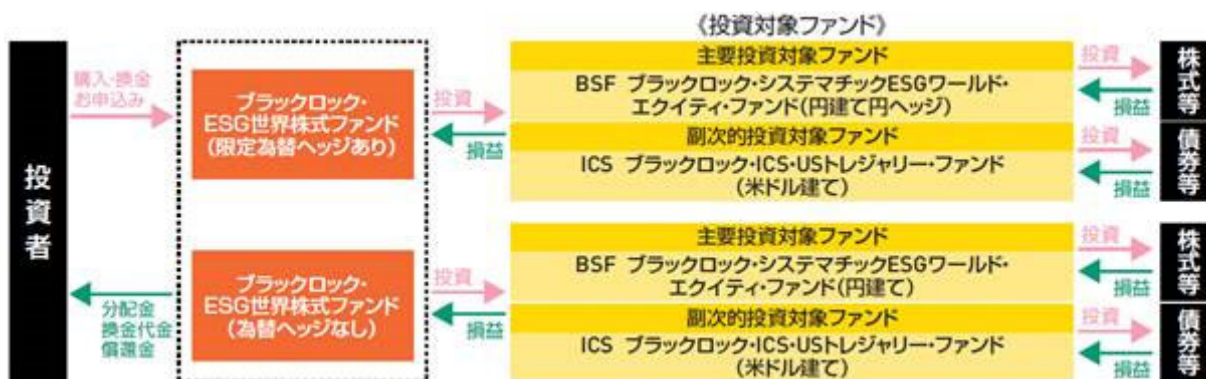 《投資対象ファンド》
投資者
購入・換金
お申込み
ブラックロック・
ESG世界株式ファンド
(限定為替ヘッジあり)
投資
損益
主要投資対象ファンド
BSF ブラックロック・システマチックESGワールド・
エクイティ・ファンド(円建て円ヘッジ)
投資
損益
株式等
副次的投資対象ファンド
ICS ブラックロック・ICS・USトレジャリー・ファンド
(米ドル建て)
投資
損益
債券等
分配金
換金代金
償還金
ブラックロック・
ESG世界株式ファンド
(為替ヘッジなし)
投資
損益
主要投資対象ファンド
BSF ブラックロック・システマチックESGワールド・
エクイティ・ファンド(円建て)
投資
損益
株式等
副次的投資対象ファンド
ICS ブラックロック・ICS・USトレジャリー・ファンド
(米ドル建て)
投資
損益
債券等